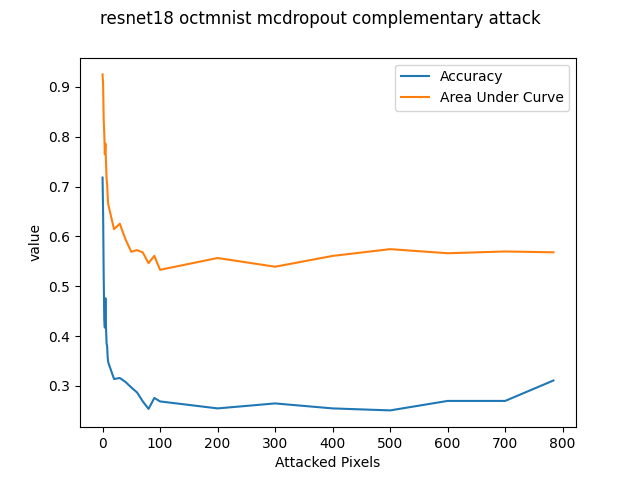 resnet18 octmnist mcdropout complementary attack
Accuracy
Area Under Curve
value
0.9
0.8
0.7
0.6
0.5
0.4
0.3
0 100 200 300 400 500 600 700 800
Attacked Pixels